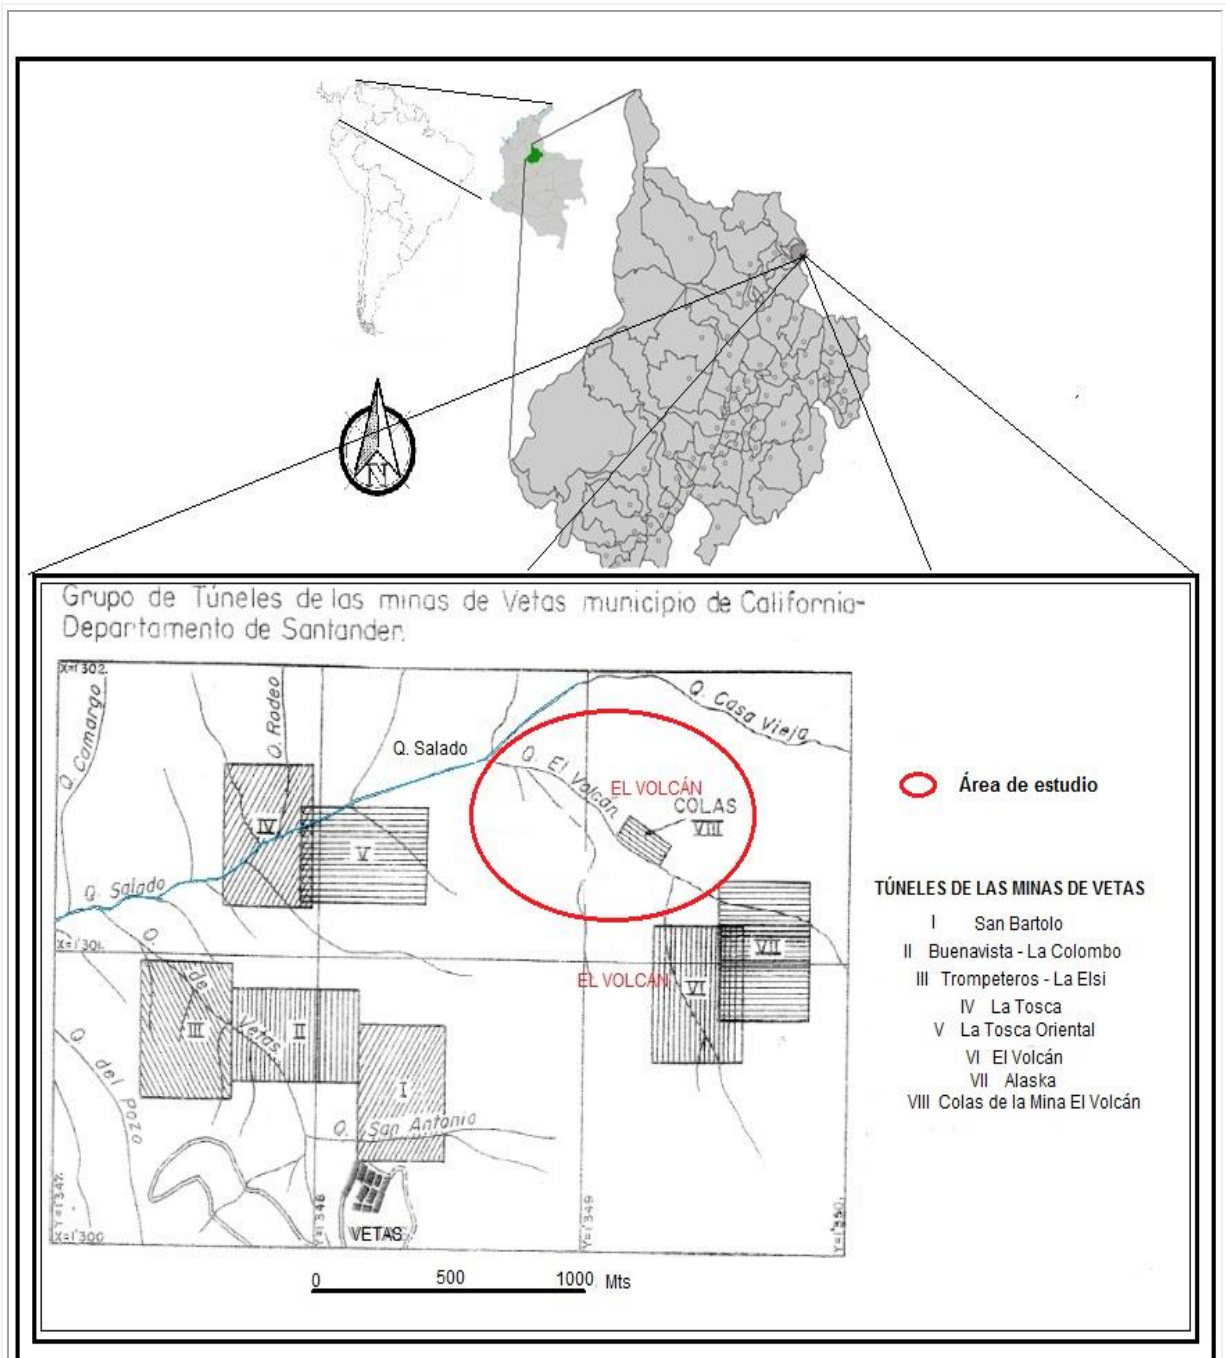 N
Grupo de Túneles de las minas de Vetas municipio de California-
Departamento de Santander.
X=1'302.
Q. Camargo
Q. Rodeo
Q. Salado
Q. Casa Vieja
Q. El Volcán
EL VOLCÁN
COLAS
VIII
IV
V
Q. Salado
X=1'301.
Q. de Vetas
EL VOLCÁN
VI
VII
III
II
I
Q. del pozo
Q. San Antonio
VETAS
Y=1'347.
X=1'300
Y=1'348
Y=1'349
Y=1'350
0 500 1000 Mts
Área de estudio
TÚNELES DE LAS MINAS DE VETAS
I San Bartolo
II Buenavista - La Colombo
III Trompeteros - La Elsi
IV La Tosca
V La Tosca Oriental
VI El Volcán
VII Alaska
VIII Colas de la Mina El Volcán